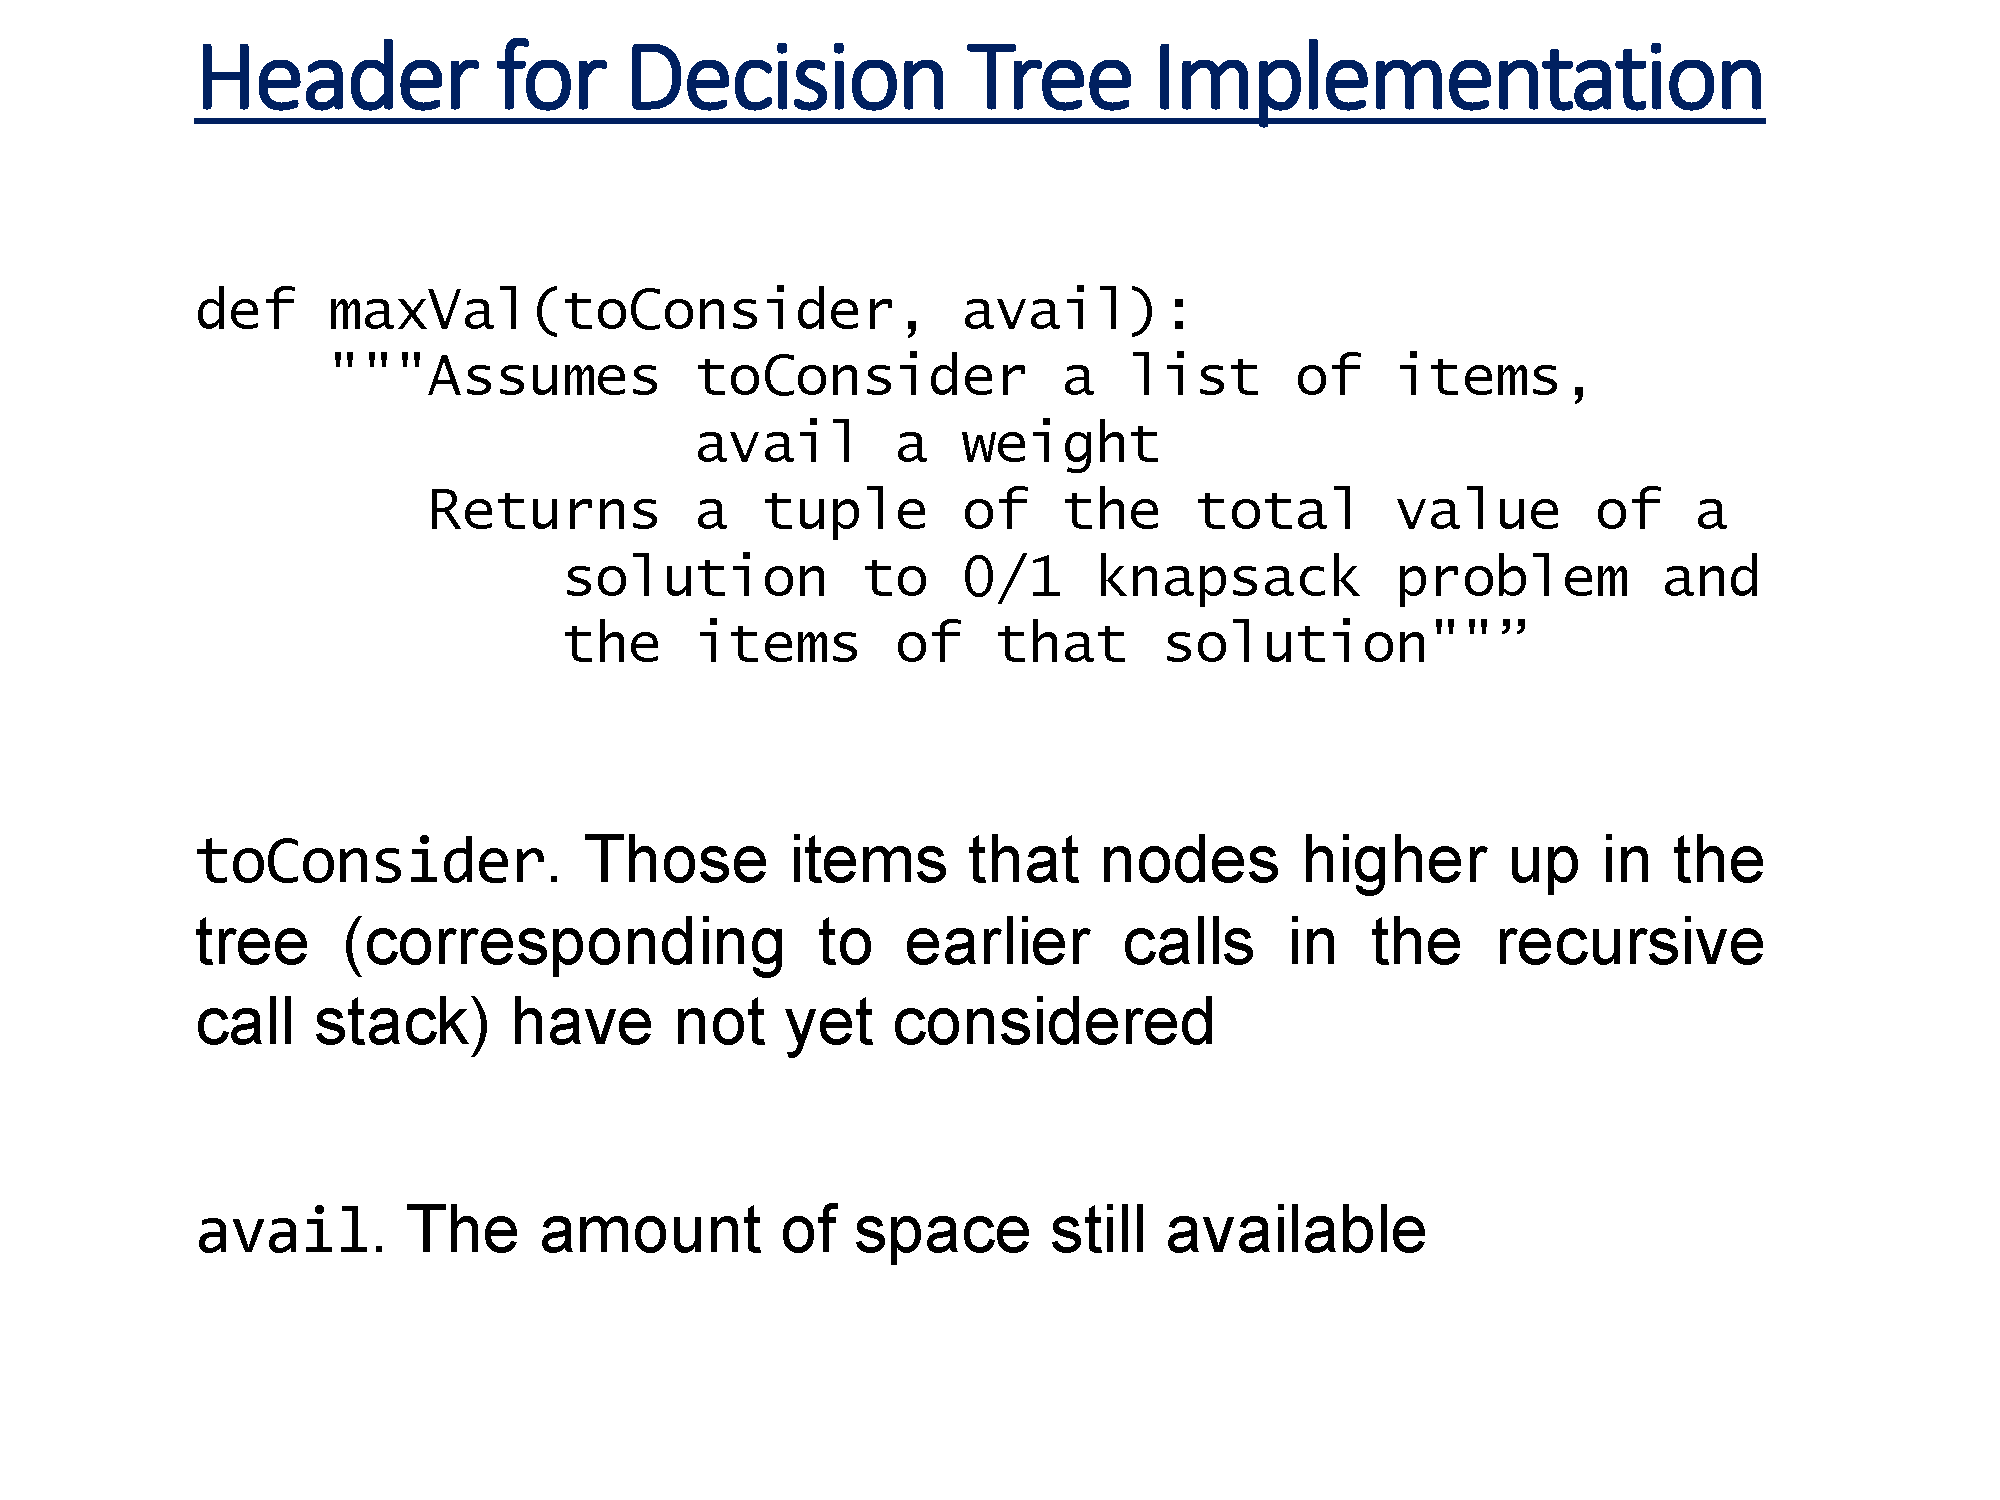 Header for Decision Tree Implementation
def maxVal(toConsider, avail):
"""Assumes toConsider a list of items,
avail a weight
Returns a tuple of the total value of a
solution to 0/1 knapsack problem and
the items of that solution""”
toConsider. Those items that nodes higher up in the
tree (corresponding to earlier calls in the recursive
call stack) have not yet considered
avail. The amount of space still available